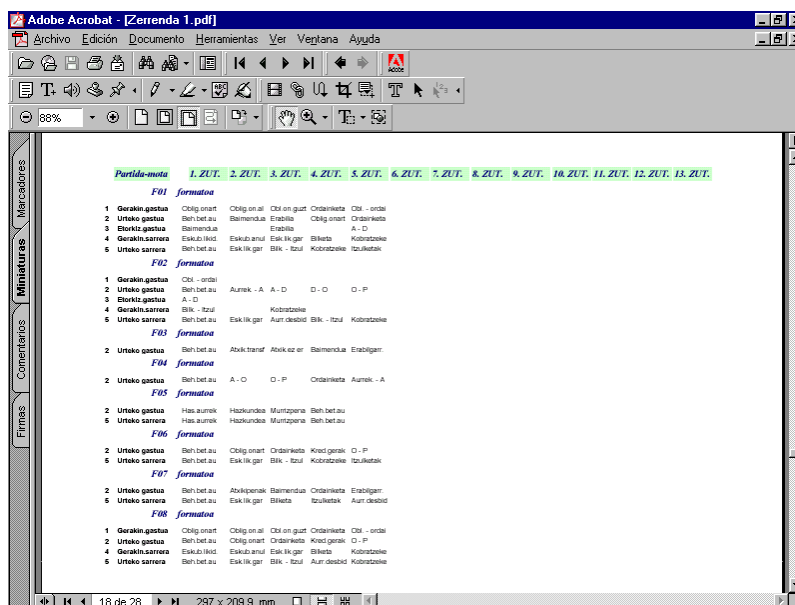 Adobe Acrobat - [Zerrenda 1.pdf]
Archivo Edición Documento Herramientas Ver Ventana Ayuda
Adobe
88%
Marcadores
Miniaturas
Comentarios
Firmas
Partida-mota 1. ZUT. 2. ZUT. 3. ZUT. 4. ZUT. 5. ZUT. 6. ZUT. 7. ZUT. 8. ZUT. 9. ZUT. 10. ZUT. 11. ZUT. 12. ZUT. 13. ZUT.
F01 formatoa
1 Gerakin.gastua Oblig.onart Oblig.on.al Obl.on.guzt Ordainketa Obl. - ordai
2 Urteko gastua Beh.bet.au Baimendua Erabilia Oblig.onart Ordainketa
3 Etorkiz.gastua Baimendua Erabilia A - D
4 Gerakin.sarrera Eskub.likid. Eskub.anul Esk.lik.gar Bilketa Kobratzeke
5 Urteko sarrera Beh.bet.au Esk.lik.gar Bilk. - Itzul Kobratzeke Itzulketak
F02 formatoa
1 Gerakin.gastua Obl. - ordai
2 Urteko gastua Beh.bet.au Aurrek. - A A - D D - O O - P
3 Etorkiz.gastua A - D
4 Gerakin.sarrera Bilk. - Itzul Kobratzeke
5 Urteko sarrera Beh.bet.au Esk.lik.gar Aurr.desbid Bilk. - Itzul Kobratzeke
F03 formatoa
2 Urteko gastua Beh.bet.au Atxik.transf Atxik.ez er Baimendua Erabilgarr.
F04 formatoa
2 Urteko gastua Beh.bet.au A - O O - P Ordainketa Aurrek. - A
F05 formatoa
2 Urteko gastua Has.aurrek Hazkundea Murrizpena Beh.bet.au
5 Urteko sarrera Has.aurrek Hazkundea Murrizpena Beh.bet.au
F06 formatoa
2 Urteko gastua Beh.bet.au Oblig.onart Ordainketa Kred.gerak O - P
5 Urteko sarrera Beh.bet.au Esk.lik.gar Bilk. - Itzul Kobratzeke Itzulketak
F07 formatoa
2 Urteko gastua Beh.bet.au Atxikipenak Baimendua Ordainketa Erabilgarr.
5 Urteko sarrera Beh.bet.au Esk.lik.gar Bilketa Itzulketak Aurr.desbid
F08 formatoa
1 Gerakin.gastua Oblig.onart Oblig.on.al Obl.on.guzt Ordainketa Obl. - ordai
2 Urteko gastua Beh.bet.au Oblig.onart Ordainketa Kred.gerak O - P
4 Gerakin.sarrera Eskub.likid. Eskub.anul Esk.lik.gar Bilketa Kobratzeke
5 Urteko sarrera Beh.bet.au Esk.lik.gar Bilk. - Itzul Aurr.desbid Kobratzeke
18 de 28 297 x 209,9 mm